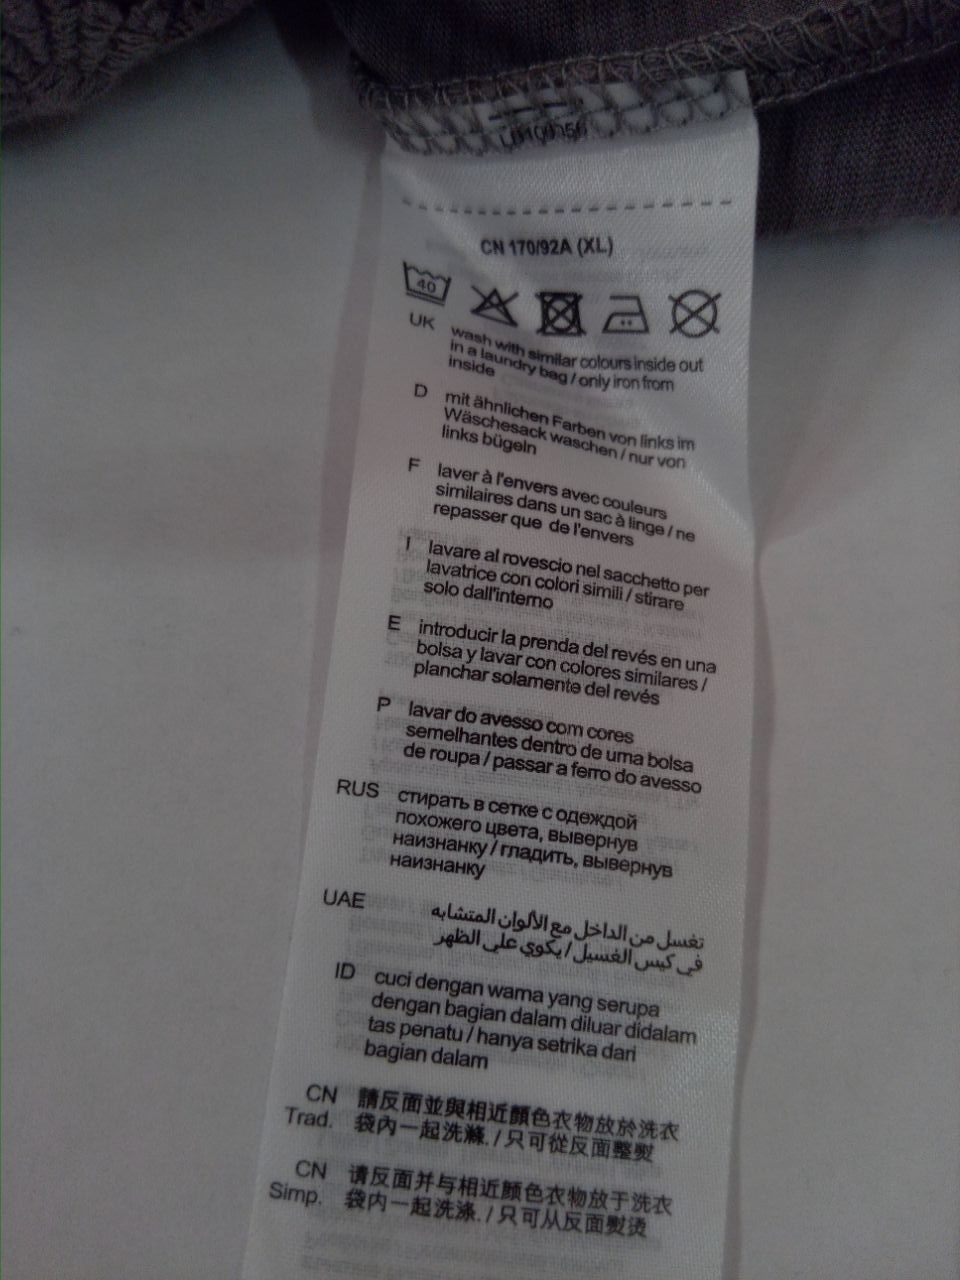 CN 170/92A (XL)
40
UK wash with similar colours inside out
in a laundry bag / only iron from
inside
D mit ähnlichen Farben von links im
Wäschesack waschen / nur von
links bügeln
F laver à l'envers avec couleurs
similaires dans un sac à linge / ne
repasser que de l'envers
I lavare al rovescio nel sacchetto per
lavatrice con colori simili / stirare
solo dall'interno
E introducir la prenda del revés en una
bolsa y lavar con colores similares /
planchar solamente del revés
P lavar do avesso com cores
semelhantes dentro de uma bolsa
de roupa / passar a ferro do avesso
RUS стирать в сетке с одеждой
похожего цвета, вывернув
наизнанку / гладить, вывернув
наизнанку
UAE تغسل من الداخل مع الألوان المتشابه
في كيس الغسيل / يكوي على الظهر
ID cuci dengan warna yang serupa
dengan bagian dalam diluar didalam
tas penatu / hanya setrika dari
bagian dalam
CN 請反面並與相近顏色衣物放於洗衣
Trad. 袋內一起洗滌. / 只可從反面整熨
CN 请反面并与相近颜色衣物放于洗衣
Simp. 袋内一起洗涤. / 只可从反面熨烫